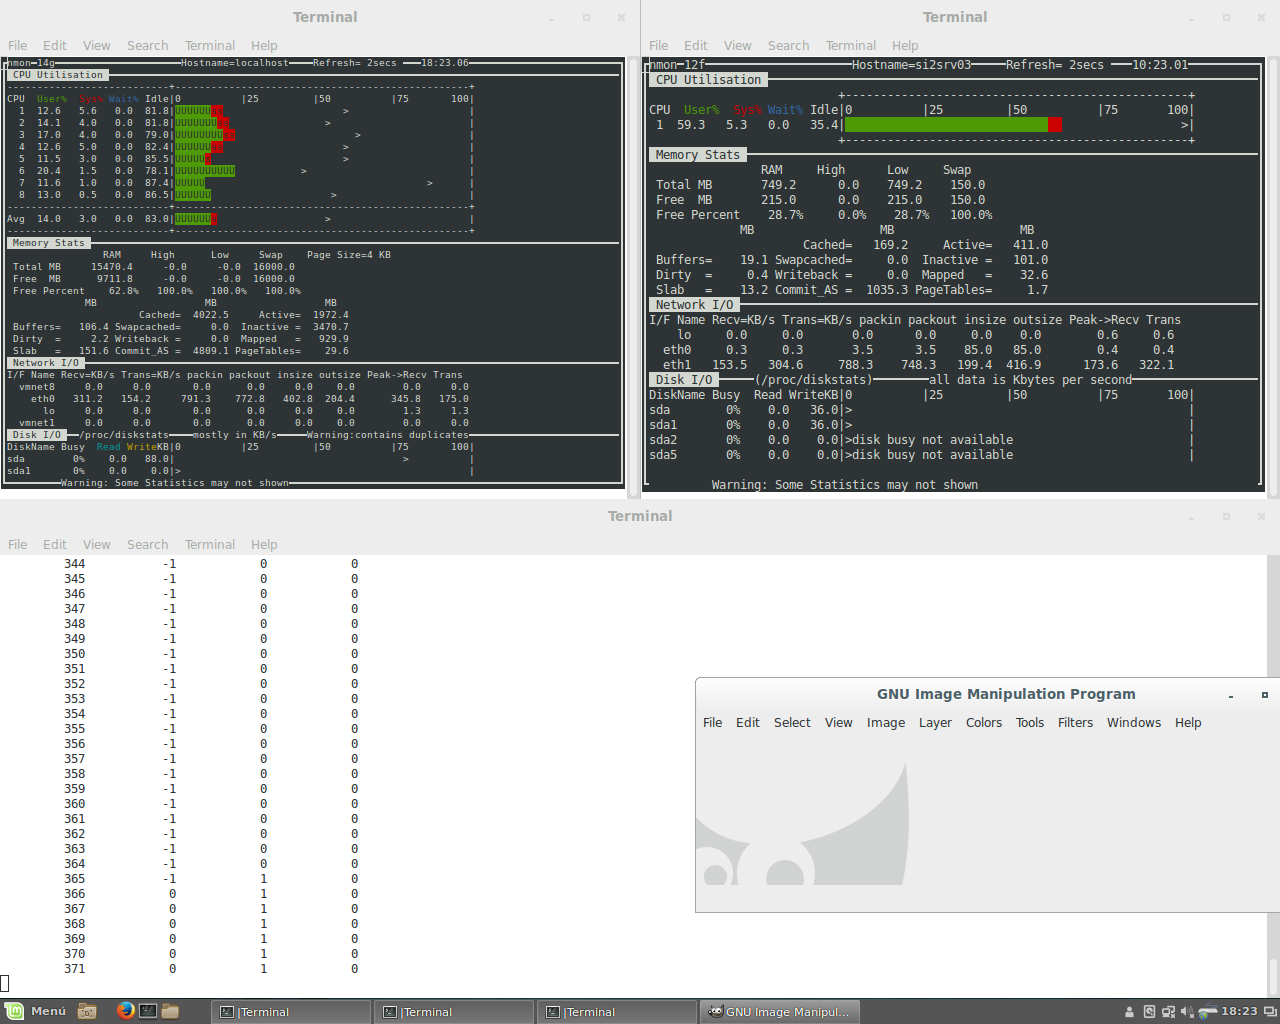 Terminal
File Edit View Search Terminal Help
nmon-14g Hostname=localhost Refresh= 2secs 18:23.06
CPU Utilisation
+-------------------------------------------------+
CPU User% Sys% Wait% Idle|0 |25 |50 |75 100|
1 12.6 5.6 0.0 81.8|UUUUUUss >
2 14.1 4.0 0.0 81.8|UUUUUUUss >
3 17.0 4.0 0.0 79.0|UUUUUUUUss >
4 12.6 5.0 0.0 82.4|UUUUUUss >
5 11.5 3.0 0.0 85.5|UUUUUs >
6 20.4 1.5 0.0 78.1|UUUUUUUUUU >
7 11.6 1.0 0.0 87.4|UUUUU >
8 13.0 0.5 0.0 86.5|UUUUUU >
Avg 14.0 3.0 0.0 83.0|UUUUUUs >
Memory Stats
RAM High Low Swap Page Size=4 KB
Total MB 15470.4 -0.0 -0.0 16000.0
Free MB 9711.8 -0.0 -0.0 16000.0
Free Percent 62.8% 100.0% 100.0% 100.0%
MB MB MB
Cached= 4022.5 Active= 1972.4
Buffers= 106.4 Swapcached= 0.0 Inactive = 3470.7
Dirty = 2.2 Writeback = 0.0 Mapped = 929.9
Slab = 151.6 Commit_AS = 4809.1 PageTables= 29.6
Network I/O
I/F Name Recv=KB/s Trans=KB/s packin packout insize outsize Peak->Recv Trans
vmnet8 0.0 0.0 0.0 0.0 0.0 0.0 0.0 0.0
eth0 311.2 154.2 791.3 772.8 402.8 204.4 345.8 175.0
lo 0.0 0.0 0.0 0.0 0.0 0.0 1.3 1.3
vmnet1 0.0 0.0 0.0 0.0 0.0 0.0 0.0 0.0
Disk I/O /proc/diskstats mostly in KB/s Warning:contains duplicates
DiskName Busy Read WriteKB|0 |25 |50 |75 100|
sda 0% 0.0 88.0| >
sda1 0% 0.0 0.0|>
Warning: Some Statistics may not shown
Terminal
File Edit View Search Terminal Help
nmon-12f Hostname=si2srv03 Refresh= 2secs 10:23.01
CPU Utilisation
+-------------------------------------------------+
CPU User% Sys% Wait% Idle|0 |25 |50 |75 100|
1 59.3 5.3 0.0 35.4| >|
+-------------------------------------------------+
Memory Stats
RAM High Low Swap
Total MB 749.2 0.0 749.2 150.0
Free MB 215.0 0.0 215.0 150.0
Free Percent 28.7% 0.0% 28.7% 100.0%
MB MB MB
Cached= 169.2 Active= 411.0
Buffers= 19.1 Swapcached= 0.0 Inactive = 101.0
Dirty = 0.4 Writeback = 0.0 Mapped = 32.6
Slab = 13.2 Commit_AS = 1035.3 PageTables= 1.7
Network I/O
I/F Name Recv=KB/s Trans=KB/s packin packout insize outsize Peak->Recv Trans
lo 0.0 0.0 0.0 0.0 0.0 0.0 0.6 0.6
eth0 0.3 0.3 3.5 3.5 85.0 85.0 0.4 0.4
eth1 153.5 304.6 788.3 748.3 199.4 416.9 173.6 322.1
Disk I/O (/proc/diskstats) all data is Kbytes per second
DiskName Busy Read WriteKB|0 |25 |50 |75 100|
sda 0% 0.0 36.0|> |
sda1 0% 0.0 36.0|> |
sda2 0% 0.0 0.0|>disk busy not available |
sda5 0% 0.0 0.0|>disk busy not available |
Warning: Some Statistics may not shown
Terminal
File Edit View Search Terminal Help
344 -1 0 0
345 -1 0 0
346 -1 0 0
347 -1 0 0
348 -1 0 0
349 -1 0 0
350 -1 0 0
351 -1 0 0
352 -1 0 0
353 -1 0 0
354 -1 0 0
355 -1 0 0
356 -1 0 0
357 -1 0 0
358 -1 0 0
359 -1 0 0
360 -1 0 0
361 -1 0 0
362 -1 0 0
363 -1 0 0
364 -1 0 0
365 -1 1 0
366 0 1 0
367 0 1 0
368 0 1 0
369 0 1 0
370 0 1 0
371 0 1 0
GNU Image Manipulation Program
File Edit Select View Image Layer Colors Tools Filters Windows Help
Menú |Terminal |Terminal |Terminal GNU Image Manipul... 18:23